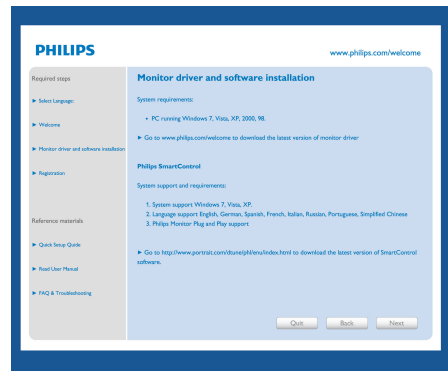 PHILIPS
www.philips.com/welcome
Required steps
► Select Language:
► Welcome
► Monitor driver and software installation
► Registration
Reference materials
► Quick Setup Guide
► Read User Manual
► FAQ & Troubleshooting
Monitor driver and software installation
System requirements:
• PC running Windows 7, Vista, XP, 2000, 98.
► Go to www.philips.com/welcome to download the latest version of monitor driver
Philips SmartControl
System support and requirements:
1. System support Windows 7, Vista, XP.
2. Language support English, German, Spanish, French, Italian, Russian, Portuguese, Simplified Chinese
3. Philips Monitor Plug and Play support
► Go to http://www.portrait.com/dtune/phl/enu/index.html to download the latest version of SmartControl
software.
Quit
Back
Next